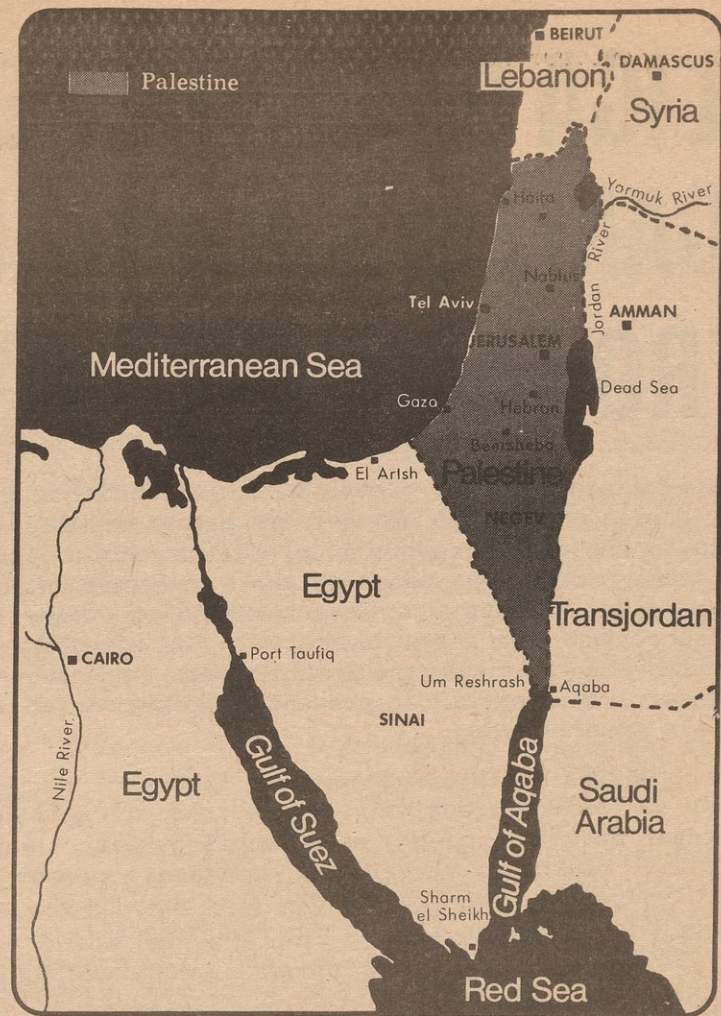 BEIRUT
DAMASCUS
Lebanon
Syria
Palestine
Yarmuk River
Haifa
Jordan River
Nablus
Tel Aviv
AMMAN
JERUSALEM
Mediterranean Sea
Dead Sea
Gaza
Hebron
Beersheba
El Arish
Palestine
NEGEV
Egypt
Transjordan
CAIRO
Port Taufiq
Um Reshrash
Aqaba
SINAI
Nile River
Egypt
Gulf of Suez
Gulf of Aqaba
Saudi
Arabia
Sharm
el Sheikh
Red Sea